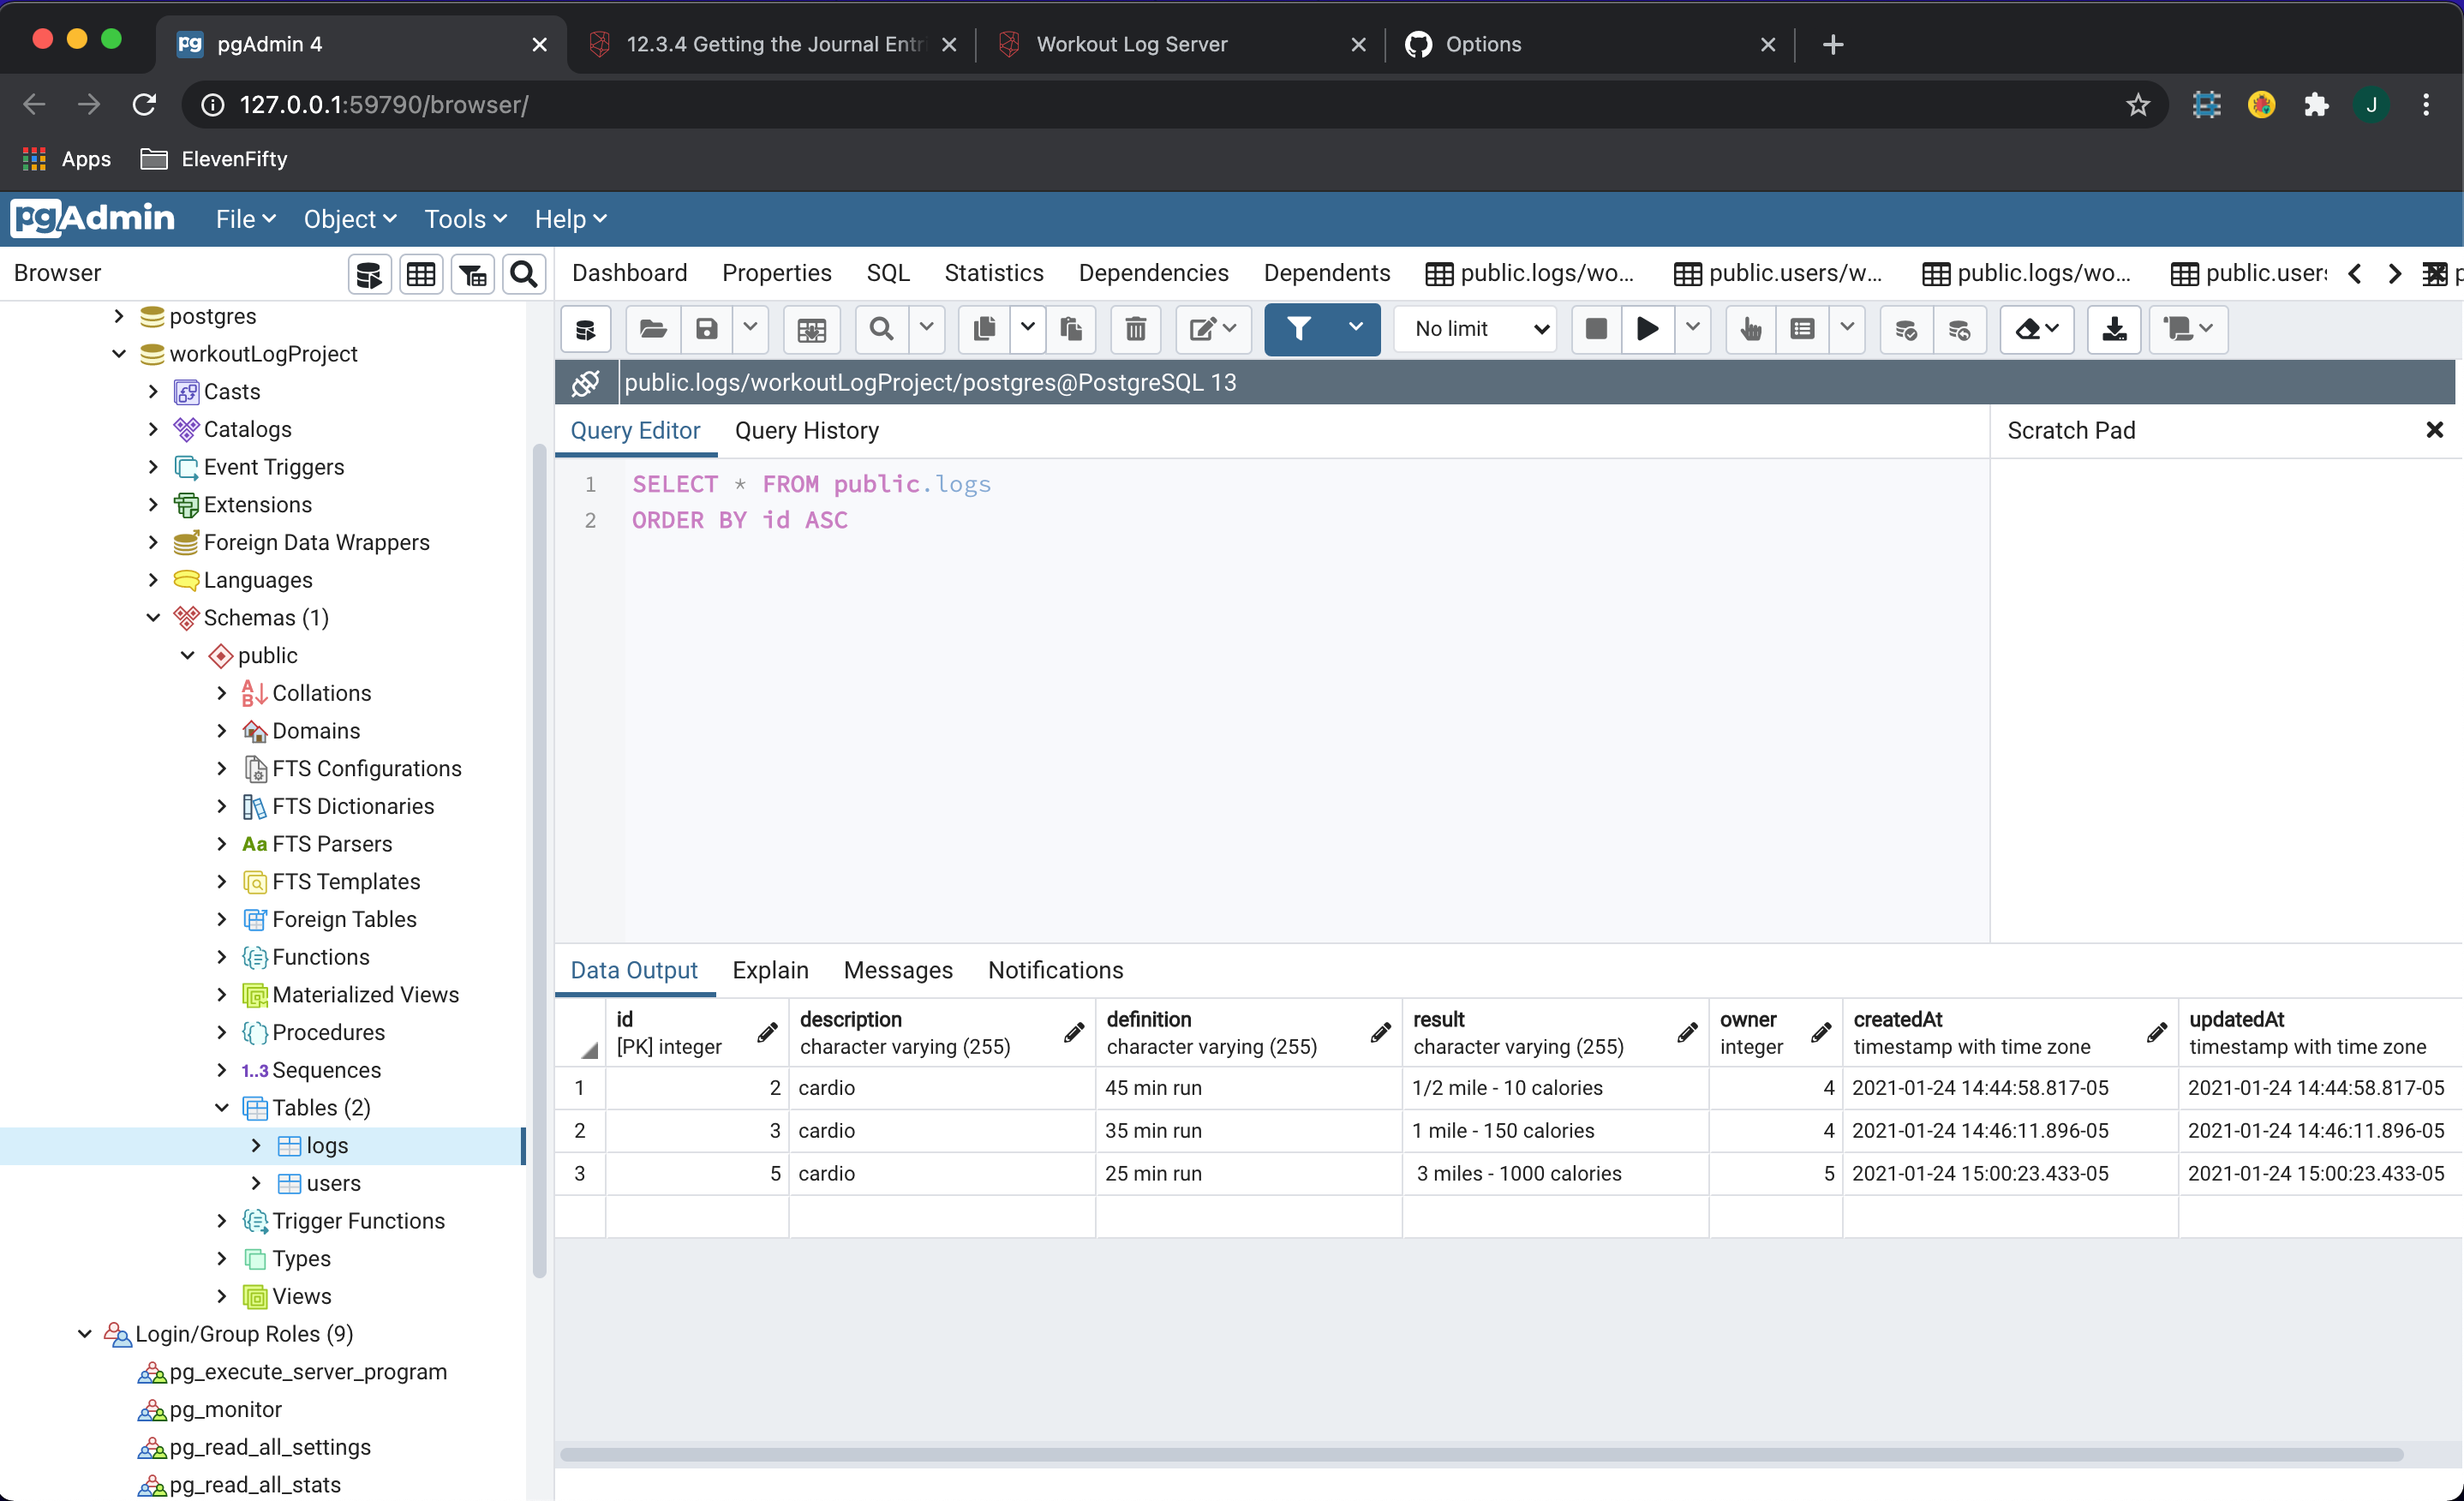 pgAdmin 4
12.3.4 Getting the Journal Entri
Workout Log Server
Options
127.0.0.1:59790/browser/
J
Apps
ElevenFifty
pgAdmin
File
Object
Tools
Help
Browser
Dashboard
Properties
SQL
Statistics
Dependencies
Dependents
public.logs/wo...
public.users/w...
public.logs/wo...
public.user
No limit
public.logs/workoutLogProject/postgres@PostgreSQL 13
Query Editor
Query History
Scratch Pad
1 SELECT * FROM public.logs
2 ORDER BY id ASC
postgres
workoutLogProject
Casts
Catalogs
Event Triggers
Extensions
Foreign Data Wrappers
Languages
Schemas (1)
public
Collations
Domains
FTS Configurations
FTS Dictionaries
Aa FTS Parsers
FTS Templates
Foreign Tables
Functions
Materialized Views
Procedures
1..3 Sequences
Tables (2)
logs
users
Trigger Functions
Types
Views
Login/Group Roles (9)
pg_execute_server_program
pg_monitor
pg_read_all_settings
pg_read_all_stats
Data Output
Explain
Messages
Notifications
id description definition result owner createdAt updatedAt
[PK] integer character varying (255) character varying (255) character varying (255) integer timestamp with time zone timestamp with time zone
1 2 cardio 45 min run 1/2 mile - 10 calories 4 2021-01-24 14:44:58.817-05 2021-01-24 14:44:58.817-05
2 3 cardio 35 min run 1 mile - 150 calories 4 2021-01-24 14:46:11.896-05 2021-01-24 14:46:11.896-05
3 5 cardio 25 min run 3 miles - 1000 calories 5 2021-01-24 15:00:23.433-05 2021-01-24 15:00:23.433-05